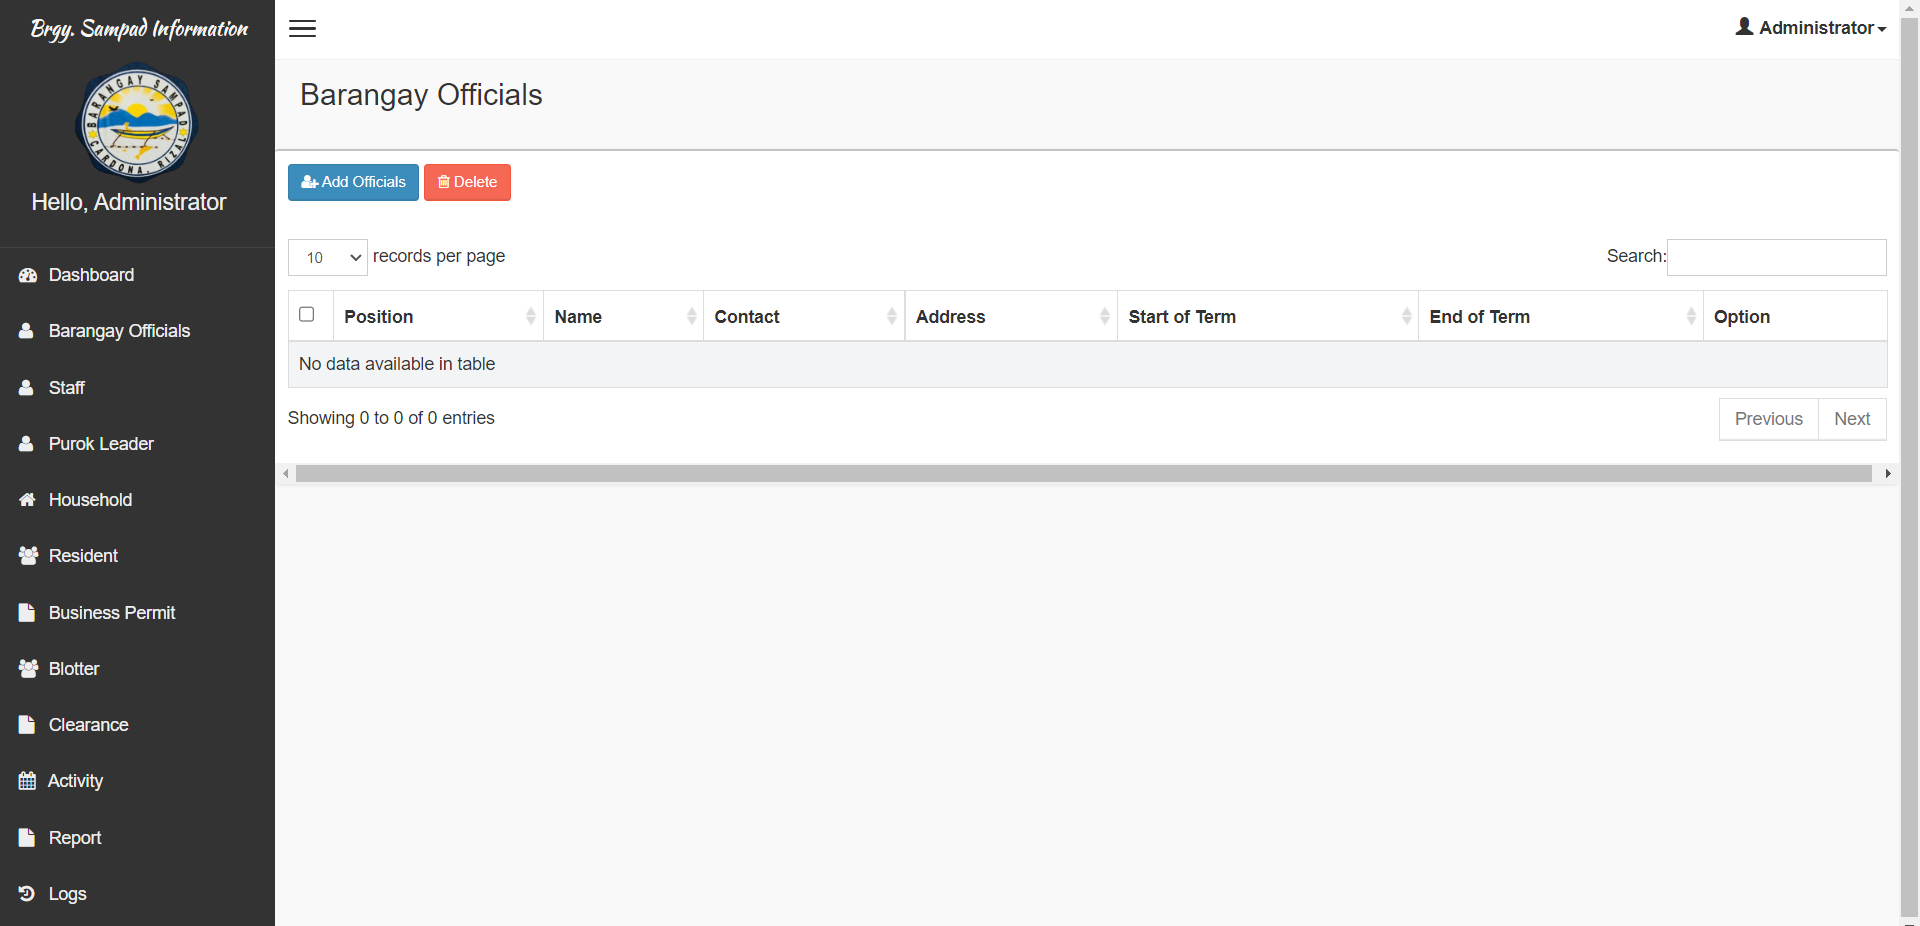 Brgy. Sampad Information
BARANGAY SAMPAD
CARDONA, RIZAL
Hello, Administrator
Dashboard
Barangay Officials
Staff
Purok Leader
Household
Resident
Business Permit
Blotter
Clearance
Activity
Report
Logs
Administrator
Barangay Officials
Add Officials Delete
10 records per page Search:
Position Name Contact Address Start of Term End of Term Option
No data available in table
Showing 0 to 0 of 0 entries Previous Next